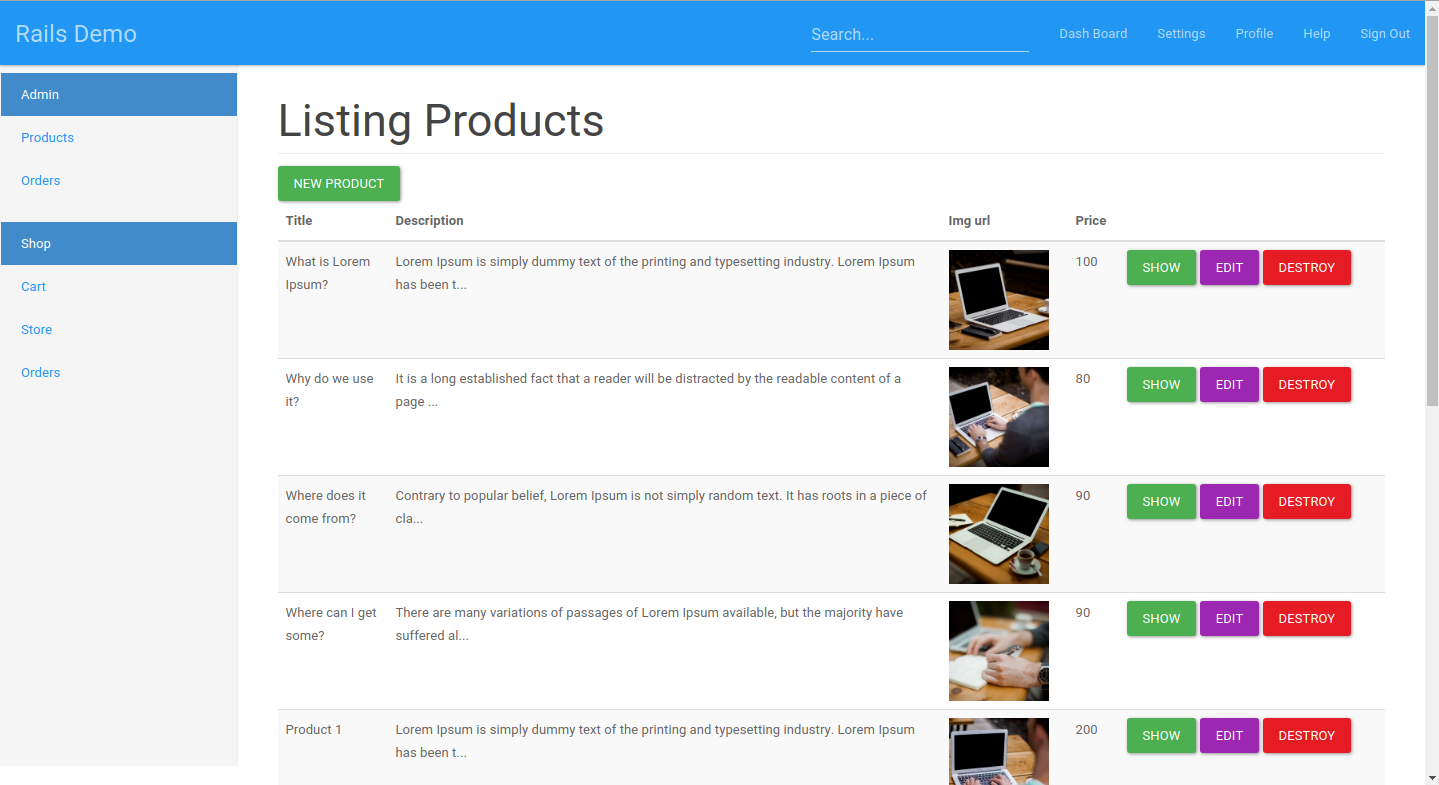 Rails Demo
Search...
Dash Board
Settings
Profile
Help
Sign Out
Admin
Products
Orders
Shop
Cart
Store
Orders
Listing Products
NEW PRODUCT
Title Description Img url Price
What is Lorem
Ipsum?
Lorem Ipsum is simply dummy text of the printing and typesetting industry. Lorem Ipsum
has been t...
100
SHOW EDIT DESTROY
Why do we use
it?
It is a long established fact that a reader will be distracted by the readable content of a
page ...
80
SHOW EDIT DESTROY
Where does it
come from?
Contrary to popular belief, Lorem Ipsum is not simply random text. It has roots in a piece of
cla...
90
SHOW EDIT DESTROY
Where can I get
some?
There are many variations of passages of Lorem Ipsum available, but the majority have
suffered al...
90
SHOW EDIT DESTROY
Product 1
Lorem Ipsum is simply dummy text of the printing and typesetting industry. Lorem Ipsum
has been t...
200
SHOW EDIT DESTROY